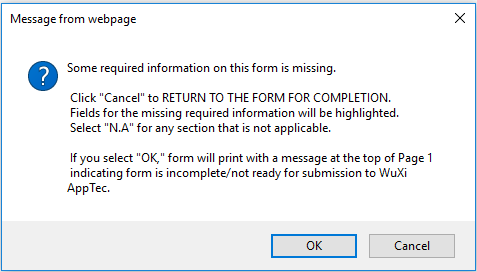 Message from webpage
Some required information on this form is missing.
Click "Cancel" to RETURN TO THE FORM FOR COMPLETION.
Fields for the missing required information will be highlighted.
Select "N.A" for any section that is not applicable.
If you select "OK," form will print with a message at the top of Page 1
indicating form is incomplete/not ready for submission to WuXi
AppTec.
OK
Cancel